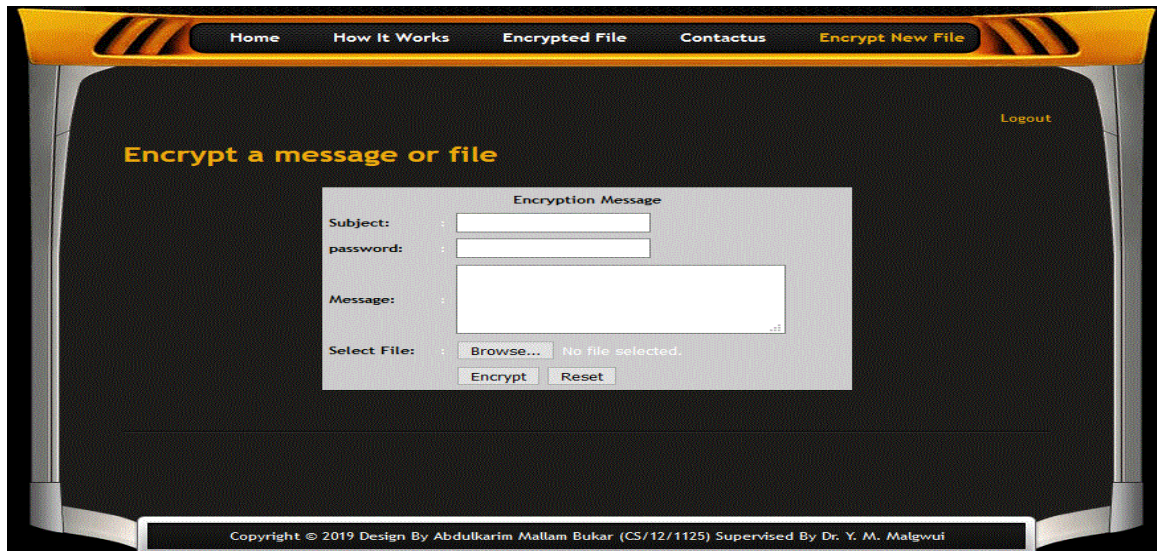 Home How It Works Encrypted File Contactus Encrypt New File
Logout
Encrypt a message or file
Encryption Message
Subject: :
password: :
Message: :
Select File: : Browse... No file selected.
Encrypt Reset
Copyright © 2019 Design By Abdulkarim Mallam Bukar (CS/12/1125) Supervised By Dr. Y. M. Malgwui